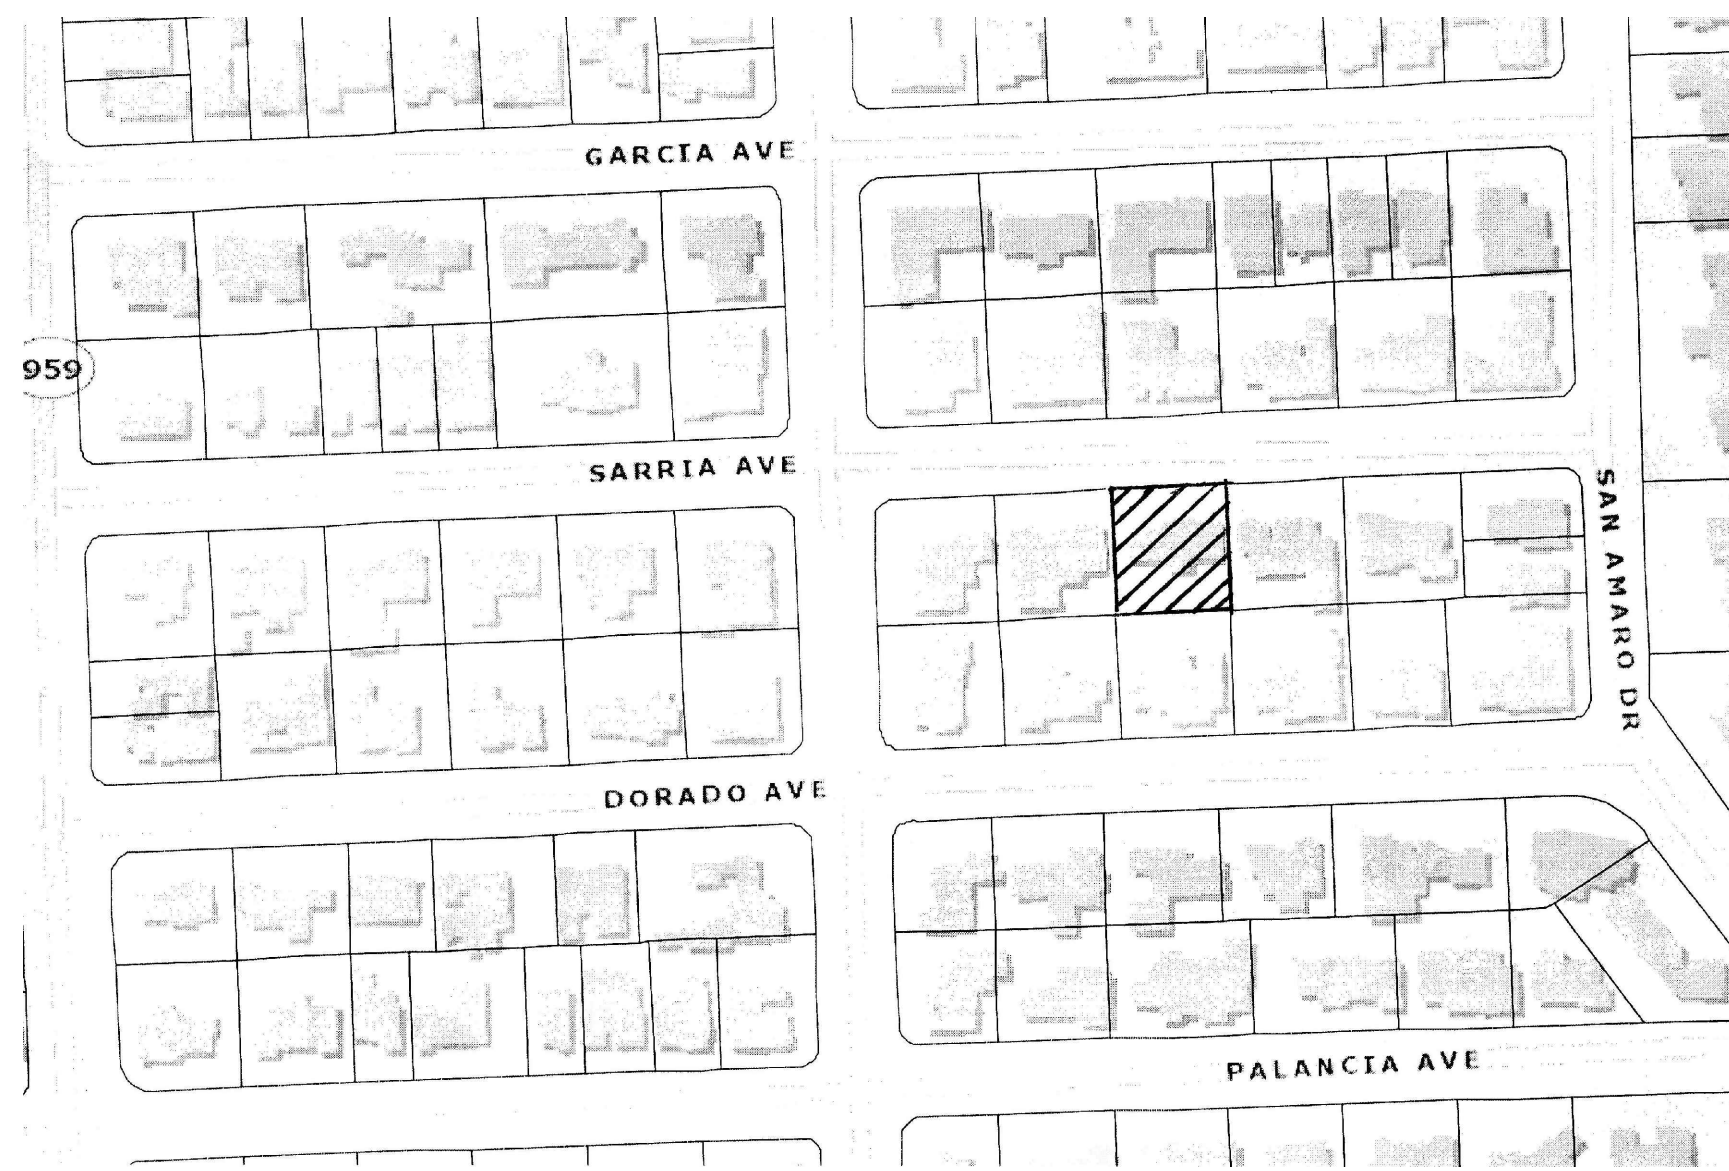 GARCIA AVE
959
SARRIA AVE
SAN AMARO DR
DORADO AVE
PALANCIA AVE